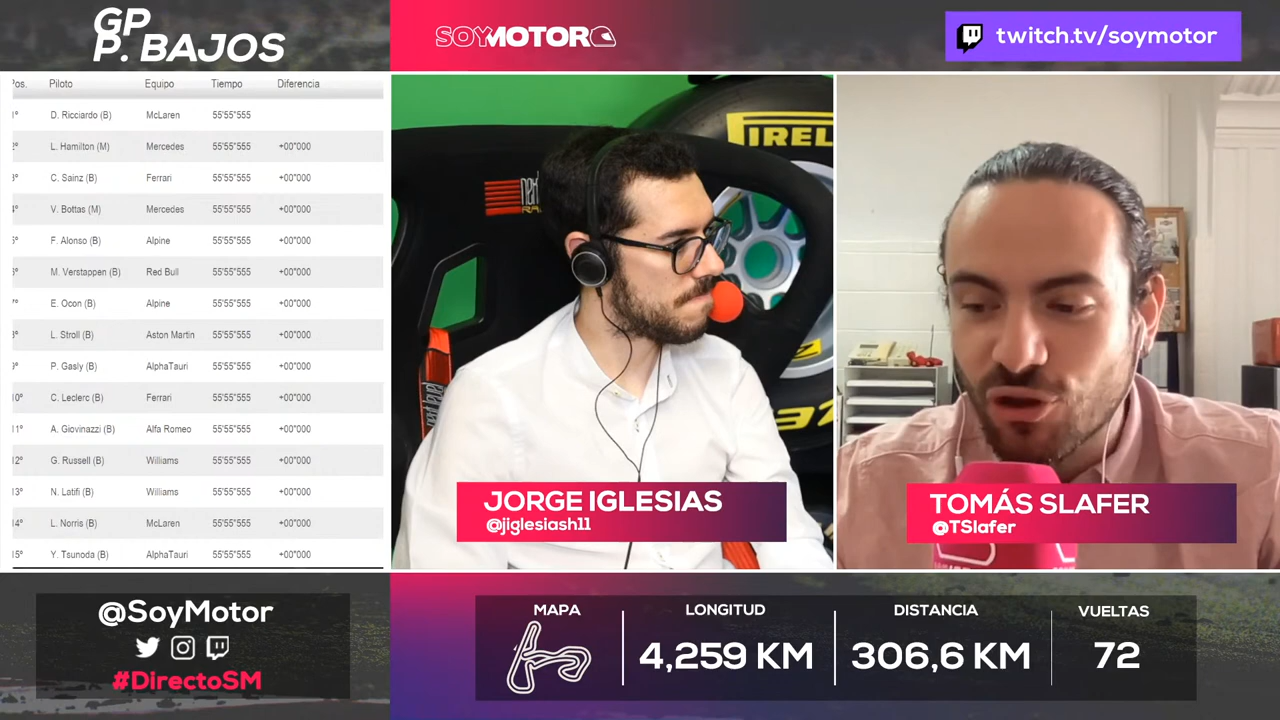 GP
P. BAJOS
SOYMOTOR
twitch.tv/soymotor
Pos. Piloto Equipo Tiempo Diferencia
1º D. Ricciardo (B) McLaren 55'55"555
2º L. Hamilton (M) Mercedes 55'55"555 +00"000
3º C. Sainz (B) Ferrari 55'55"555 +00"000
4º V. Bottas (M) Mercedes 55'55"555 +00"000
5º F. Alonso (B) Alpine 55'55"555 +00"000
6º M. Verstappen (B) Red Bull 55'55"555 +00"000
7º E. Ocon (B) Alpine 55'55"555 +00"000
8º L. Stroll (B) Aston Martin 55'55"555 +00"000
9º P. Gasly (B) AlphaTauri 55'55"555 +00"000
10º C. Leclerc (B) Ferrari 55'55"555 +00"000
11º A. Giovinazzi (B) Alfa Romeo 55'55"555 +00"000
12º G. Russell (B) Williams 55'55"555 +00"000
13º N. Latifi (B) Williams 55'55"555 +00"000
14º L. Norris (B) McLaren 55'55"555 +00"000
15º Y. Tsunoda (B) AlphaTauri 55'55"555 +00"000
IREL
JORGE IGLESIAS
@jiglesiash11
TOMÁS SLAFER
@TSlafer
@SoyMotor
#DirectoSM
MAPA LONGITUD DISTANCIA VUELTAS
4,259 KM 306,6 KM 72